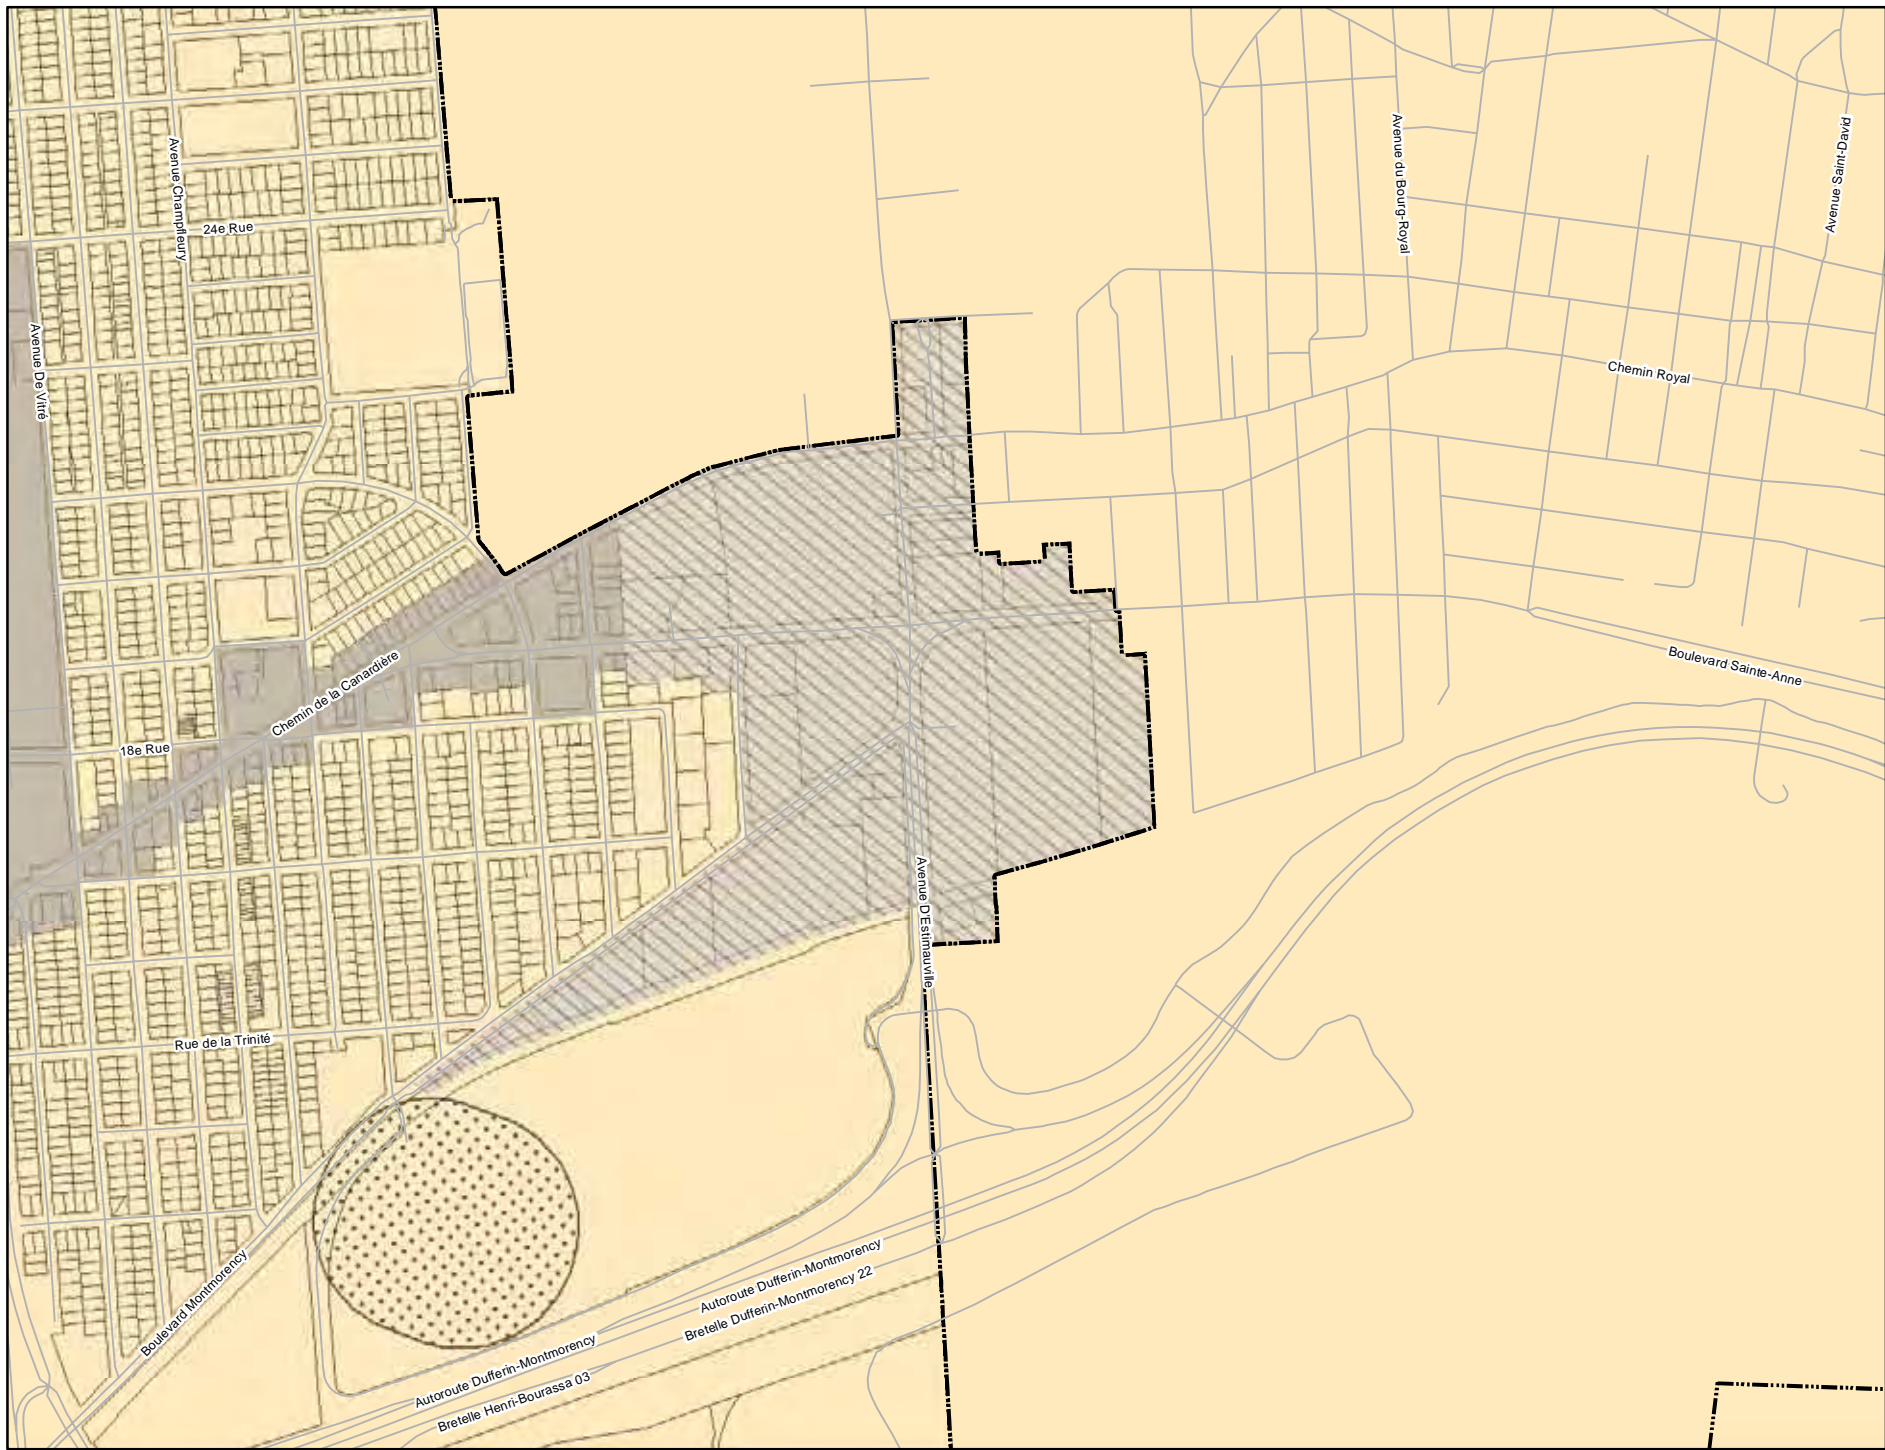 Avenue du Bourg-Royal
Avenue Saint-David
Avenue Champfleury
24e Rue
Avenue De Vitré
Chemin Royal
Boulevard Sainte-Anne
Chemin de la Canardière
18e Rue
Avenue D'Estimauville
Rue de la Trinité
Boulevard Montmorency
Autoroute Dufferin-Montmorency
Bretelle Dufferin-Montmorency 22
Autoroute Dufferin-Montmorency
Bretelle Henri-Bourassa 03